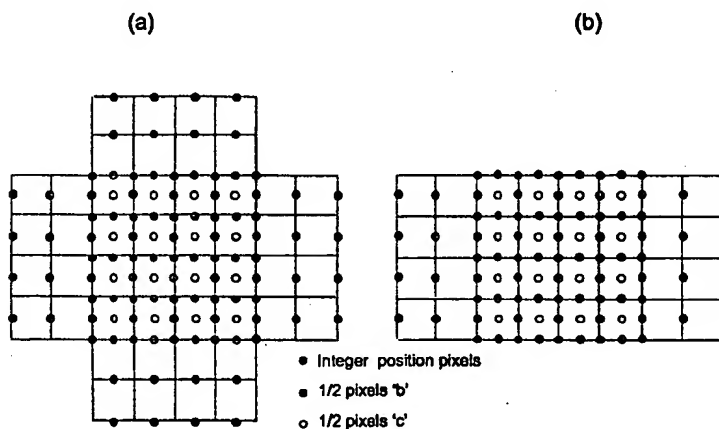 (a) (b)
Integer position pixels
1/2 pixels 'b'
1/2 pixels 'c'